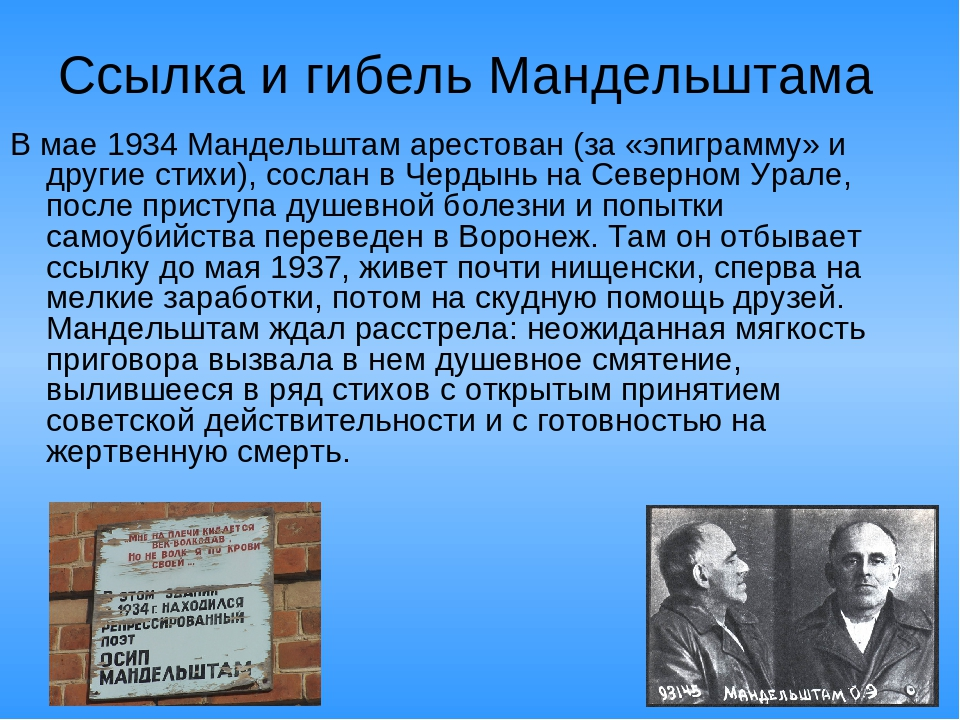 Ссылка и гибель Мандельштама
В мае 1934 Мандельштам арестован (за «эпиграмму» и
другие стихи), сослан в Чердынь на Северном Урале,
после приступа душевной болезни и попытки
самоубийства переведен в Воронеж. Там он отбывает
ссылку до мая 1937, живет почти нищенски, сперва на
мелкие заработки, потом на скудную помощь друзей.
Мандельштам ждал расстрела: неожиданная мягкость
приговора вызвала в нем душевное смятение,
вылившееся в ряд стихов с открытым принятием
советской действительности и с готовностью на
жертвенную смерть.
„Мне на плечи кидается
век-волкодав,
Но не волк я по крови
своей...
В этом здании
1934 г. находился
репрессированный
поэт
Осип
Мандельштам
93145 Мандельштам О.Э